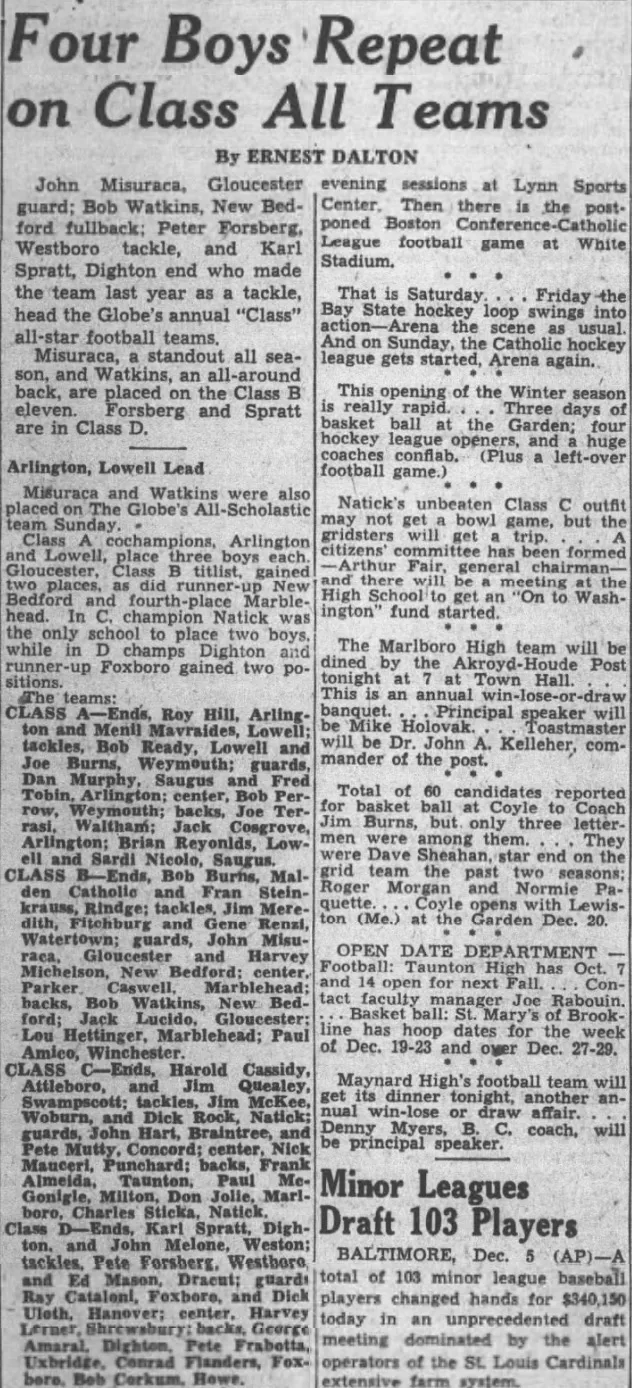 Four Boys Repeat
on Class All Teams
By ERNEST DALTON
John Misuraca, Gloucester
guard; Bob Watkins, New Bed-
ford fullback; Peter Forsberg,
Westboro tackle, and Karl
Spratt, Dighton end who made
the team last year as a tackle,
head the Globe's annual "Class"
all-star football teams.
Misuraca, a standout all sea-
son, and Watkins, an all-around
back, are placed on the Class B
eleven. Forsberg and Spratt
are in Class D.
Arlington, Lowell Lead
Misuraca and Watkins were also
placed on The Globe's All-Scholastic
team Sunday.
Class A cochampions, Arlington
and Lowell, place three boys each.
Gloucester, Class B titlist, gained
two places, as did runner-up New
Bedford and fourth-place Marble-
head. In C, champion Natick was
the only school to place two boys,
while in D champs Dighton and
runner-up Foxboro gained two po-
sitions.
The teams:
CLASS A—Ends, Roy Hill, Arling-
ton and Menil Mavraides, Lowell;
tackles, Bob Ready, Lowell and
Joe Burns, Weymouth; guards,
Dan Murphy, Saugus and Fred
Tobin, Arlington; center, Bob Per-
row, Weymouth; backs, Joe Ter-
rasi, Waltham; Jack Cosgrove,
Arlington; Brian Reyonlds, Low-
ell and Sardi Nicolo, Saugus.
CLASS B—Ends, Bob Burns, Mal-
den Catholic and Fran Stein-
krauss, Rindge; tackles, Jim Mere-
dith, Fitchburg and Gene Renzi,
Watertown; guards, John Misu-
raca, Gloucester and Harvey
Michelson, New Bedford; center,
Parker Caswell, Marblehead;
backs, Bob Watkins, New Bed-
ford; Jack Lucido, Gloucester;
Lou Hettinger, Marblehead; Paul
Amico, Winchester.
CLASS C—Ends, Harold Cassidy,
Attleboro, and Jim Quealey,
Swampscott; tackles, Jim McKee,
Woburn, and Dick Rock, Natick;
guards, John Hart, Braintree, and
Pete Mutty, Concord; center, Nick
Mauceri, Punchard; backs, Frank
Almeida, Taunton, Paul Mc-
Gonigle, Milton, Don Jolie, Marl-
boro, Charles Sticka, Natick.
Class D—Ends, Karl Spratt, Digh-
ton, and John Melone, Weston;
tackles, Pete Forsberg, Westboro
and Ed Mason, Dracut; guards
Ray Cataloni, Foxboro, and Dick
Uloth, Hanover; center, Harvey
Lerner, Shrewsbury; backs, George
Amaral, Dighton, Pete Frabotta,
Uxbridge, Conrad Flanders, Fox-
boro, Bob Corkum, Howe.
evening sessions at Lynn Sports
Center. Then there is the post-
poned Boston Conference-Catholic
League football game at White
Stadium.
* * *
That is Saturday. . . . Friday the
Bay State hockey loop swings into
action—Arena the scene as usual.
And on Sunday, the Catholic hockey
league gets started, Arena again.
* * *
This opening of the Winter season
is really rapid. . . . Three days of
basket ball at the Garden; four
hockey league openers, and a huge
coaches conflab. (Plus a left-over
football game.)
* * *
Natick's unbeaten Class C outfit
may not get a bowl game, but the
gridsters will get a trip. . . . A
citizens' committee has been formed
—Arthur Fair, general chairman—
and there will be a meeting at the
High School to get an "On to Wash-
ington" fund started.
* * *
The Marlboro High team will be
dined by the Akroyd-Houde Post
tonight at 7 at Town Hall. . . .
This is an annual win-lose-or-draw
banquet. . . . Principal speaker will
be Mike Holovak. . . . Toastmaster
will be Dr. John A. Kelleher, com-
mander of the post.
* * *
Total of 60 candidates reported
for basket ball at Coyle to Coach
Jim Burns, but only three letter-
men were among them. . . . They
were Dave Sheahan, star end on the
grid team the past two seasons;
Roger Morgan and Normie Pa-
quette. . . . Coyle opens with Lewis-
ton (Me.) at the Garden Dec. 20.
* * *
OPEN DATE DEPARTMENT —
Football: Taunton High has Oct. 7
and 14 open for next Fall. . . . Con-
tact faculty manager Joe Rabouin.
. . . Basket ball: St. Mary's of Brook-
line has hoop dates for the week
of Dec. 19-23 and over Dec. 27-29.
* * *
Maynard High's football team will
get its dinner tonight, another an-
nual win-lose or draw affair. . . .
Denny Myers, B. C. coach, will
be principal speaker.
Minor Leagues
Draft 103 Players
BALTIMORE, Dec. 5 (AP)—A
total of 103 minor league baseball
players changed hands for $340,150
today in an unprecedented draft
meeting dominated by the alert
operators of the St. Louis Cardinals
extensive farm system.